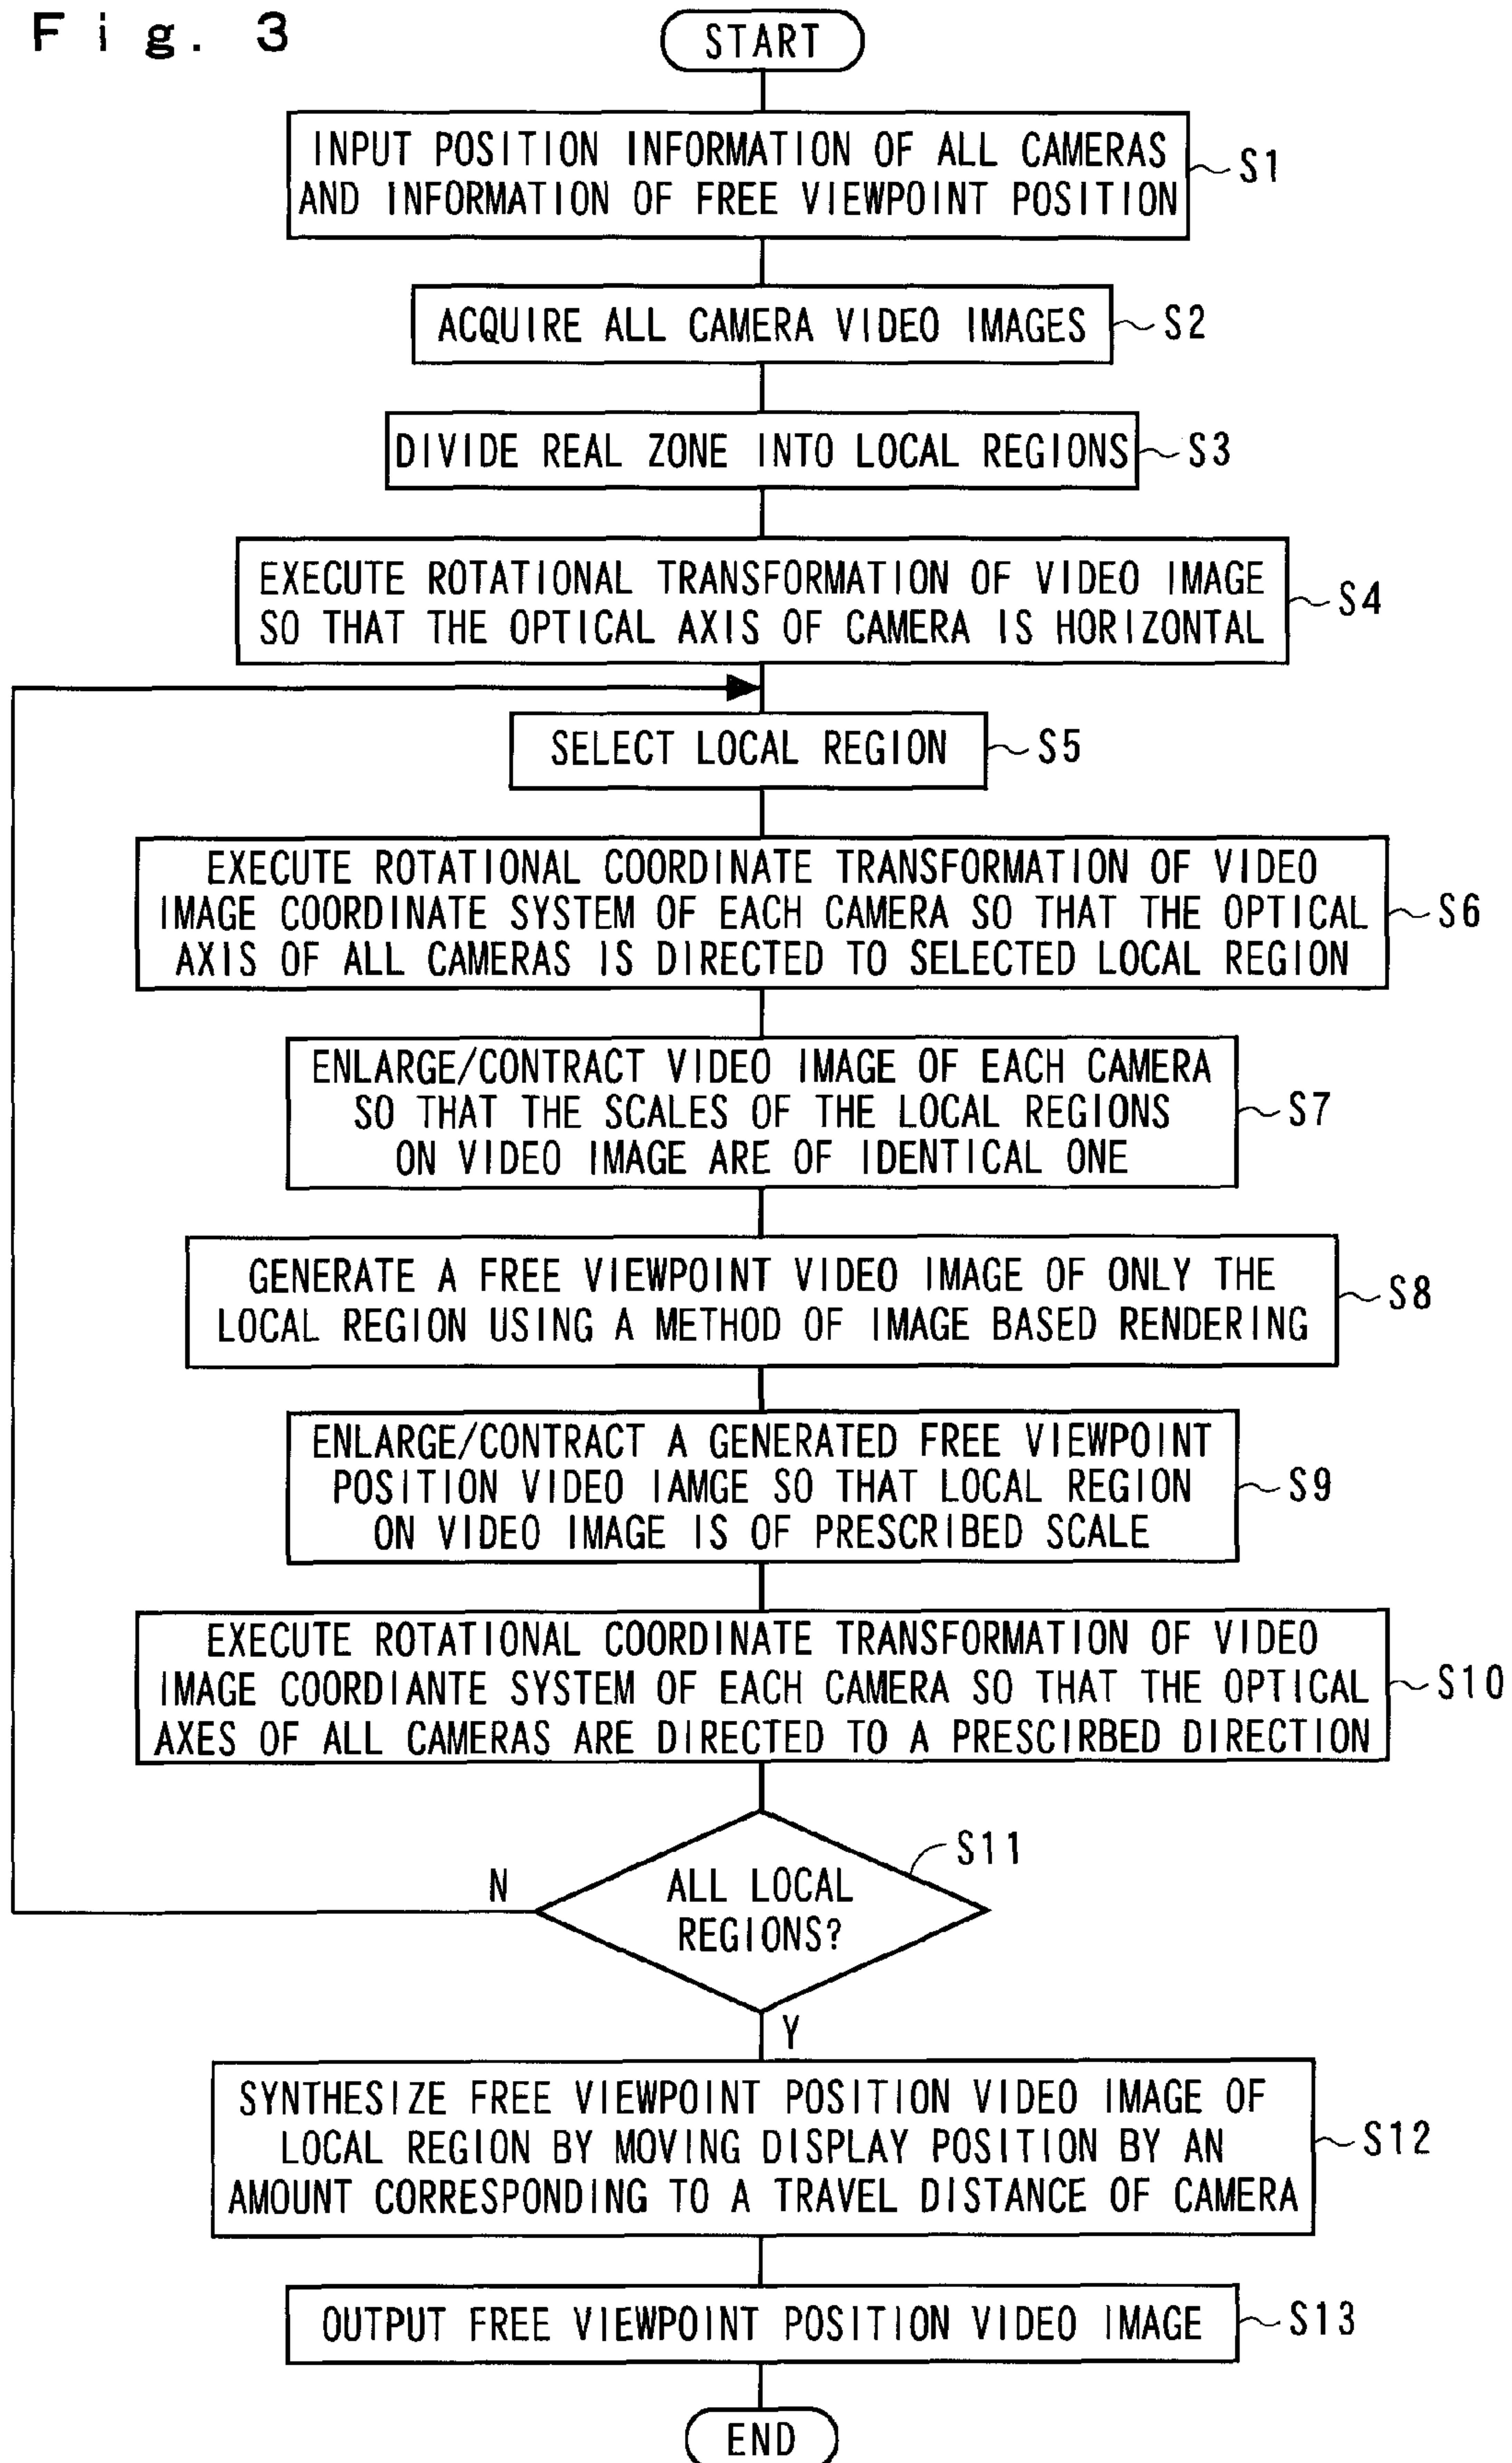 Fig. 3
START
INPUT POSITION INFORMATION OF ALL CAMERAS
AND INFORMATION OF FREE VIEWPOINT POSITION
S1
ACQUIRE ALL CAMERA VIDEO IMAGES
S2
DIVIDE REAL ZONE INTO LOCAL REGIONS
S3
EXECUTE ROTATIONAL TRANSFORMATION OF VIDEO IMAGE
SO THAT THE OPTICAL AXIS OF CAMERA IS HORIZONTAL
S4
SELECT LOCAL REGION
S5
EXECUTE ROTATIONAL COORDINATE TRANSFORMATION OF VIDEO
IMAGE COORDINATE SYSTEM OF EACH CAMERA SO THAT THE OPTICAL
AXIS OF ALL CAMERAS IS DIRECTED TO SELECTED LOCAL REGION
S6
ENLARGE/CONTRACT VIDEO IMAGE OF EACH CAMERA
SO THAT THE SCALES OF THE LOCAL REGIONS
ON VIDEO IMAGE ARE OF IDENTICAL ONE
S7
GENERATE A FREE VIEWPOINT VIDEO IMAGE OF ONLY THE
LOCAL REGION USING A METHOD OF IMAGE BASED RENDERING
S8
ENLARGE/CONTRACT A GENERATED FREE VIEWPOINT
POSITION VIDEO IAMGE SO THAT LOCAL REGION
ON VIDEO IMAGE IS OF PRESCRIBED SCALE
S9
EXECUTE ROTATIONAL COORDINATE TRANSFORMATION OF VIDEO
IMAGE COORDIANTE SYSTEM OF EACH CAMERA SO THAT THE OPTICAL
AXES OF ALL CAMERAS ARE DIRECTED TO A PRESCIRBED DIRECTION
S10
ALL LOCAL
REGIONS?
S11
N
Y
SYNTHESIZE FREE VIEWPOINT POSITION VIDEO IMAGE OF
LOCAL REGION BY MOVING DISPLAY POSITION BY AN
AMOUNT CORRESPONDING TO A TRAVEL DISTANCE OF CAMERA
S12
OUTPUT FREE VIEWPOINT POSITION VIDEO IMAGE
S13
END